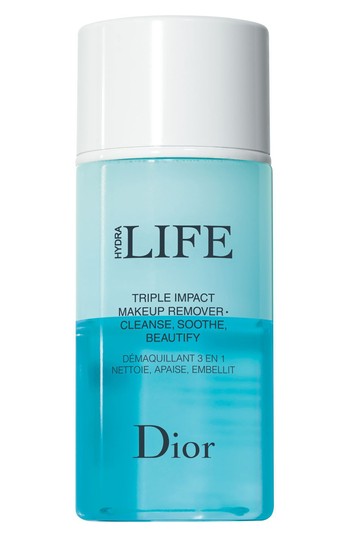 HYDRA LIFE
TRIPLE IMPACT
MAKEUP REMOVER •
CLEANSE, SOOTHE,
BEAUTIFY
DÉMAQUILLANT 3 EN 1
NETTOIE, APAISE, EMBELLIT
Dior